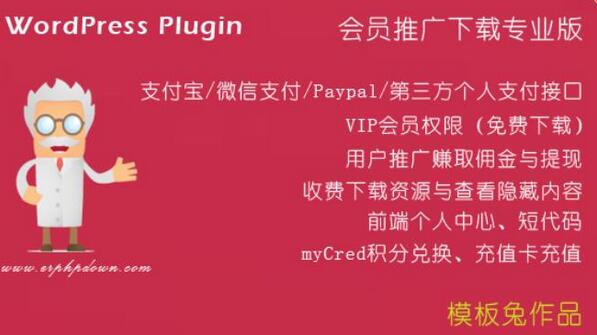 WordPress Plugin
会员推广下载专业版
支付宝/微信支付/Paypal/第三方个人支付接口
VIP会员权限（免费下载）
用户推广赚取佣金与提现
收费下载资源与查看隐藏内容
前端个人中心、短代码
myCred积分兑换、充值卡充值
www.erphpdown.com
模板兔作品